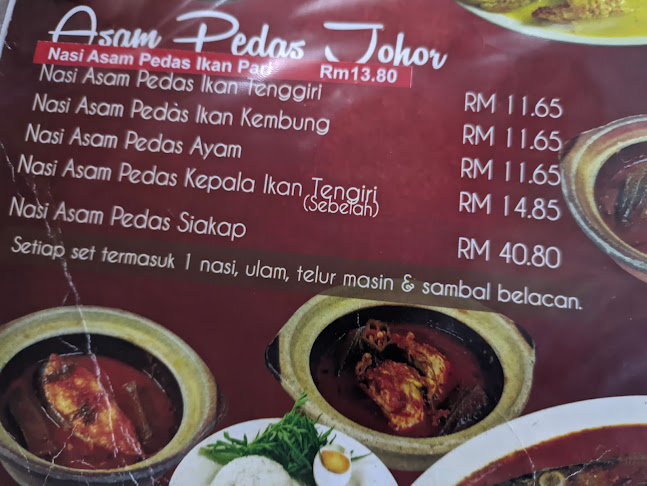 Asam Pedas Johor
Nasi Asam Pedas Ikan Pari Rm13.80
Nasi Asam Pedas Ikan Tenggiri RM 11.65
Nasi Asam Pedas Ikan Kembung RM 11.65
Nasi Asam Pedas Ayam RM 11.65
Nasi Asam Pedas Kepala Ikan Tengiri RM 14.85
(Sebelah)
Nasi Asam Pedas Siakap RM 40.80
Setiap set termasuk 1 nasi, ulam, telur masin & sambal belacan.